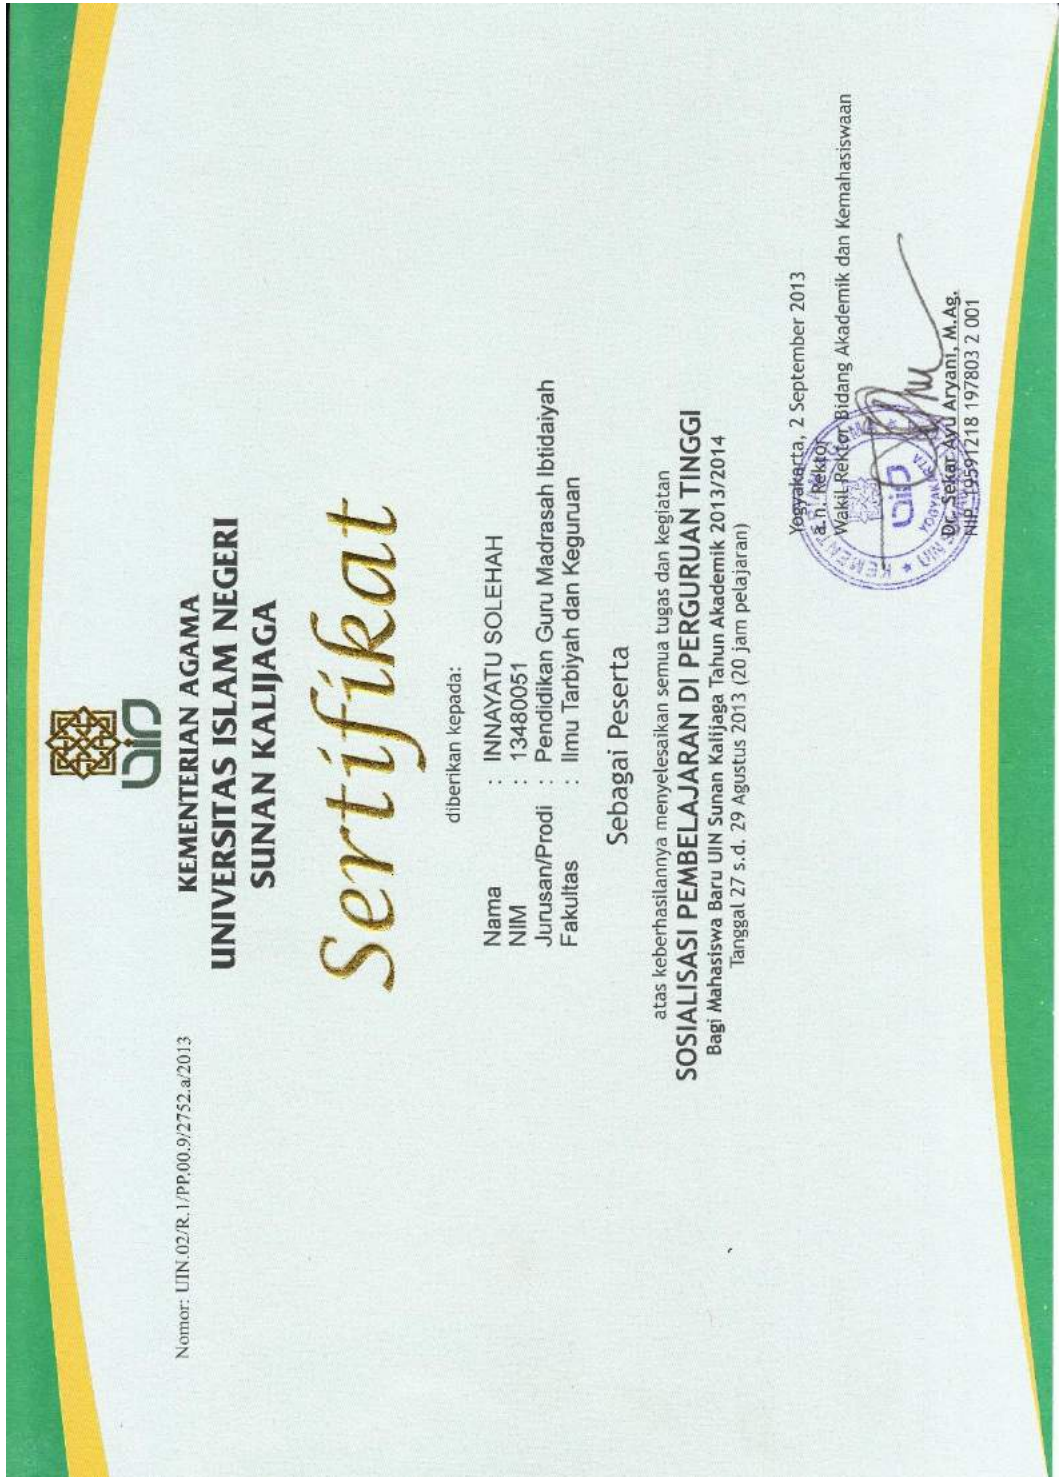 Nomor: UIN.02/R.1/PP.00.9/2752.a/2013
uin
KEMENTERIAN AGAMA
UNIVERSITAS ISLAM NEGERI
SUNAN KALIJAGA
Sertifikat
diberikan kepada:
Nama : INNAYATU SOLEHAH
NIM : 13480051
Jurusan/Prodi : Pendidikan Guru Madrasah Ibtidaiyah
Fakultas : Ilmu Tarbiyah dan Keguruan
Sebagai Peserta
atas keberhasilannya menyelesaikan semua tugas dan kegiatan
SOSIALISASI PEMBELAJARAN DI PERGURUAN TINGGI
Bagi Mahasiswa Baru UIN Sunan Kalijaga Tahun Akademik 2013/2014
Tanggal 27 s.d. 29 Agustus 2013 (20 jam pelajaran)
Yogyakarta, 2 September 2013
a.n. Rektor
Wakil Rektor Bidang Akademik dan Kemahasiswaan
uin
YOGYAKARTA
Dr. Sekar Ayu Aryani, M.Ag.
NIP. 19591218 197803 2 001